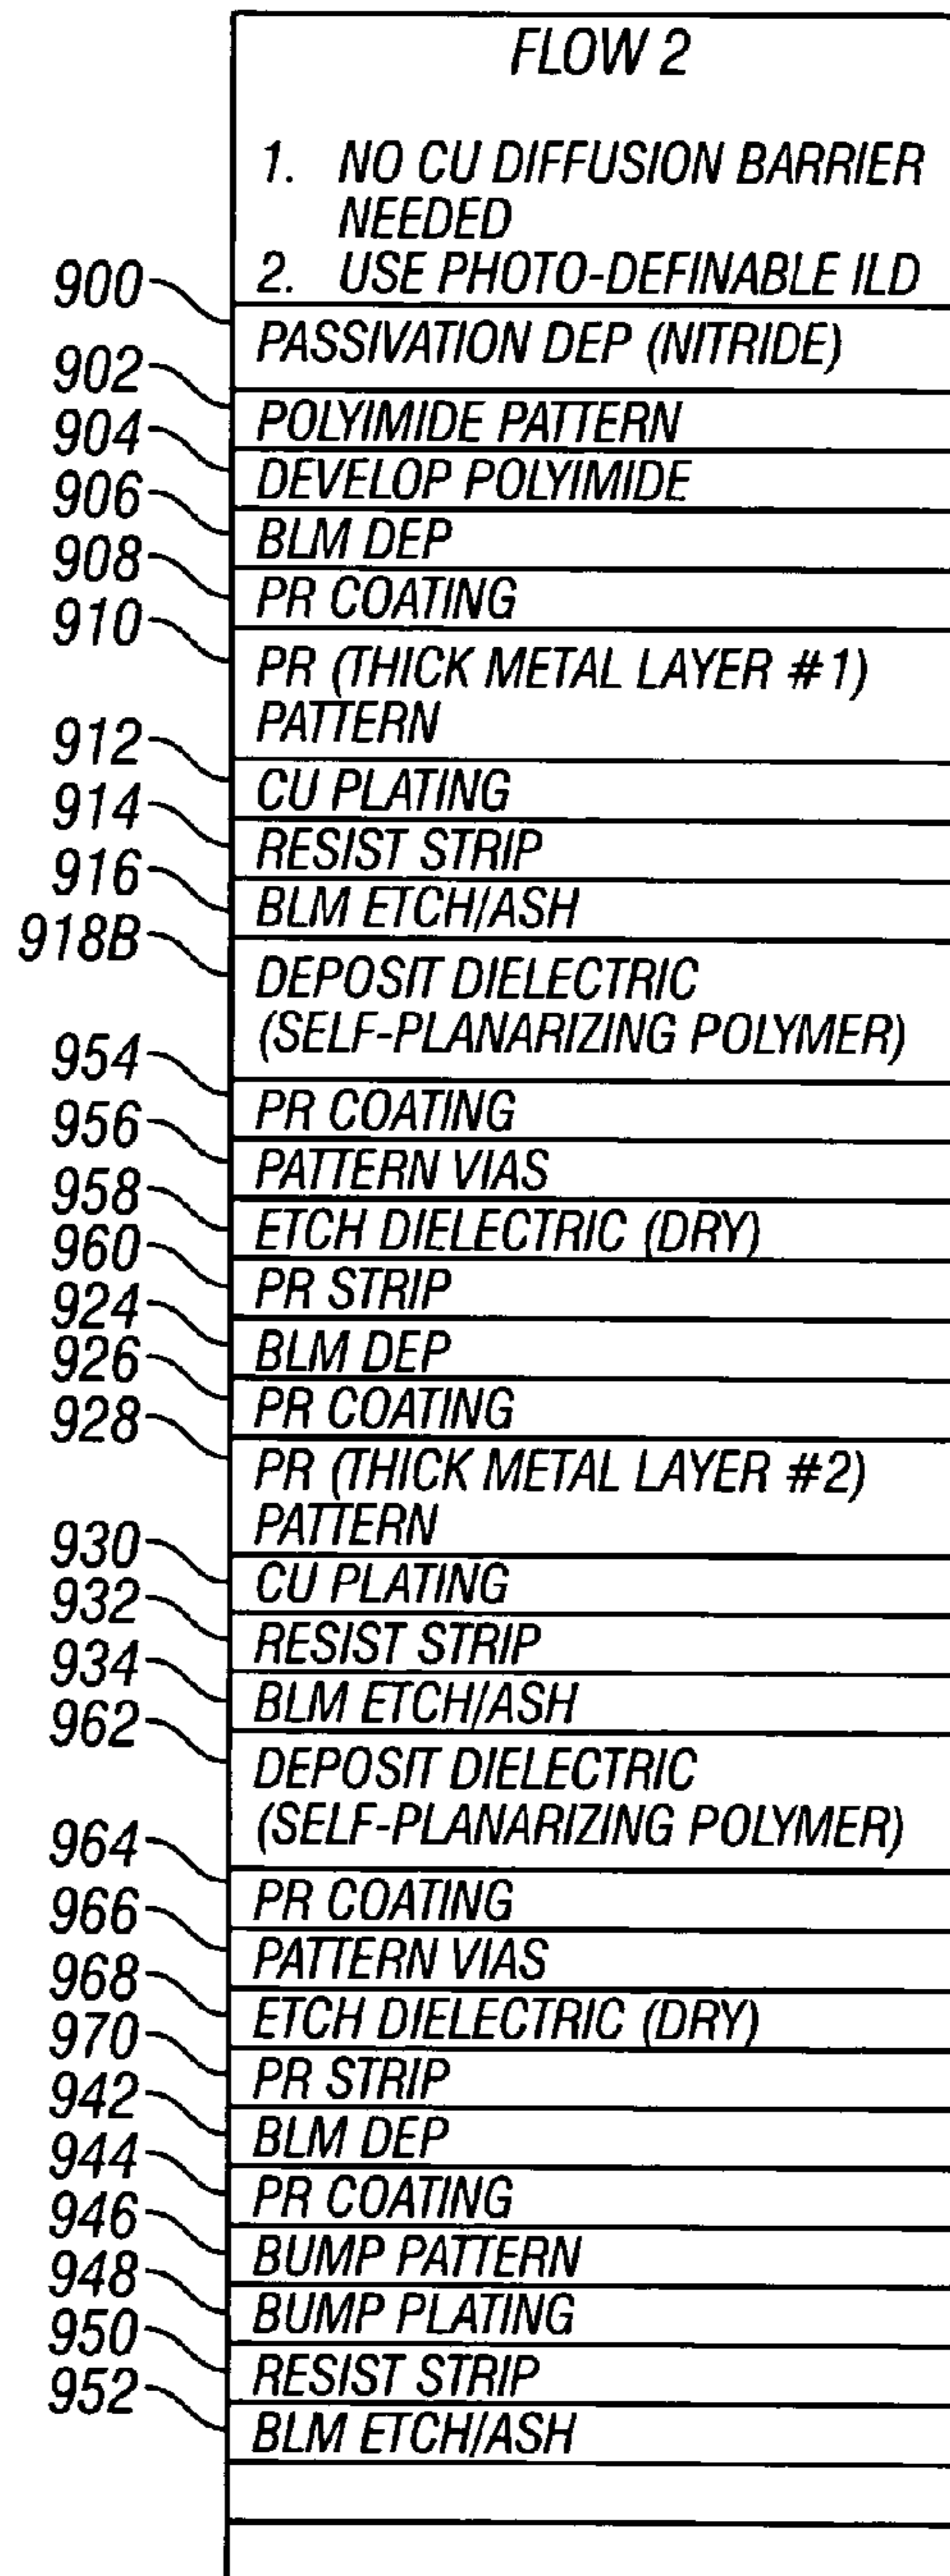 FLOW 2
1. NO CU DIFFUSION BARRIER
NEEDED
2. USE PHOTO-DEFINABLE ILD
900 PASSIVATION DEP (NITRIDE)
902 POLYIMIDE PATTERN
904 DEVELOP POLYIMIDE
906 BLM DEP
908 PR COATING
910 PR (THICK METAL LAYER #1)
PATTERN
912 CU PLATING
914 RESIST STRIP
916 BLM ETCH/ASH
918B DEPOSIT DIELECTRIC
(SELF-PLANARIZING POLYMER)
954 PR COATING
956 PATTERN VIAS
958 ETCH DIELECTRIC (DRY)
960 PR STRIP
924 BLM DEP
926 PR COATING
928 PR (THICK METAL LAYER #2)
PATTERN
930 CU PLATING
932 RESIST STRIP
934 BLM ETCH/ASH
962 DEPOSIT DIELECTRIC
(SELF-PLANARIZING POLYMER)
964 PR COATING
966 PATTERN VIAS
968 ETCH DIELECTRIC (DRY)
970 PR STRIP
942 BLM DEP
944 PR COATING
946 BUMP PATTERN
948 BUMP PLATING
950 RESIST STRIP
952 BLM ETCH/ASH